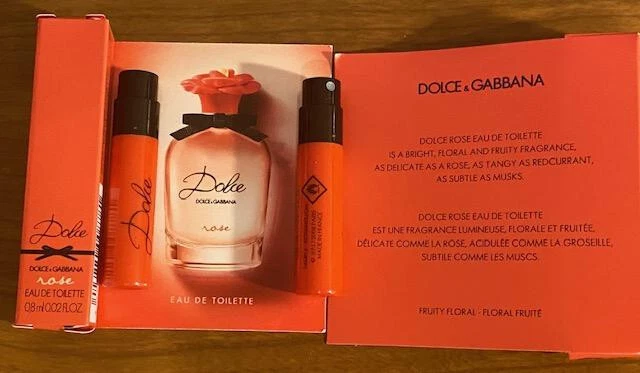 Dolce
DOLCE & GABBANA
rose
EAU DE TOILETTE
0,8 ml 0.02 FL.OZ.
Dolce
Dolce
DOLCE & GABBANA
rose
EAU DE TOILETTE
MADE IN FRANCE
DOLCE & GABBANA
DOLCE ROSE EAU DE TOILETTE
IS A BRIGHT, FLORAL AND FRUITY FRAGRANCE,
AS DELICATE AS A ROSE, AS TANGY AS REDCURRANT,
AS SUBTLE AS MUSKS.
DOLCE ROSE EAU DE TOILETTE
EST UNE FRAGRANCE LUMINEUSE, FLORALE ET FRUITÉE,
DÉLICATE COMME LA ROSE, ACIDULÉE COMME LA GROSEILLE,
SUBTILE COMME LES MUSCS.
FRUITY FLORAL - FLORAL FRUITÉ